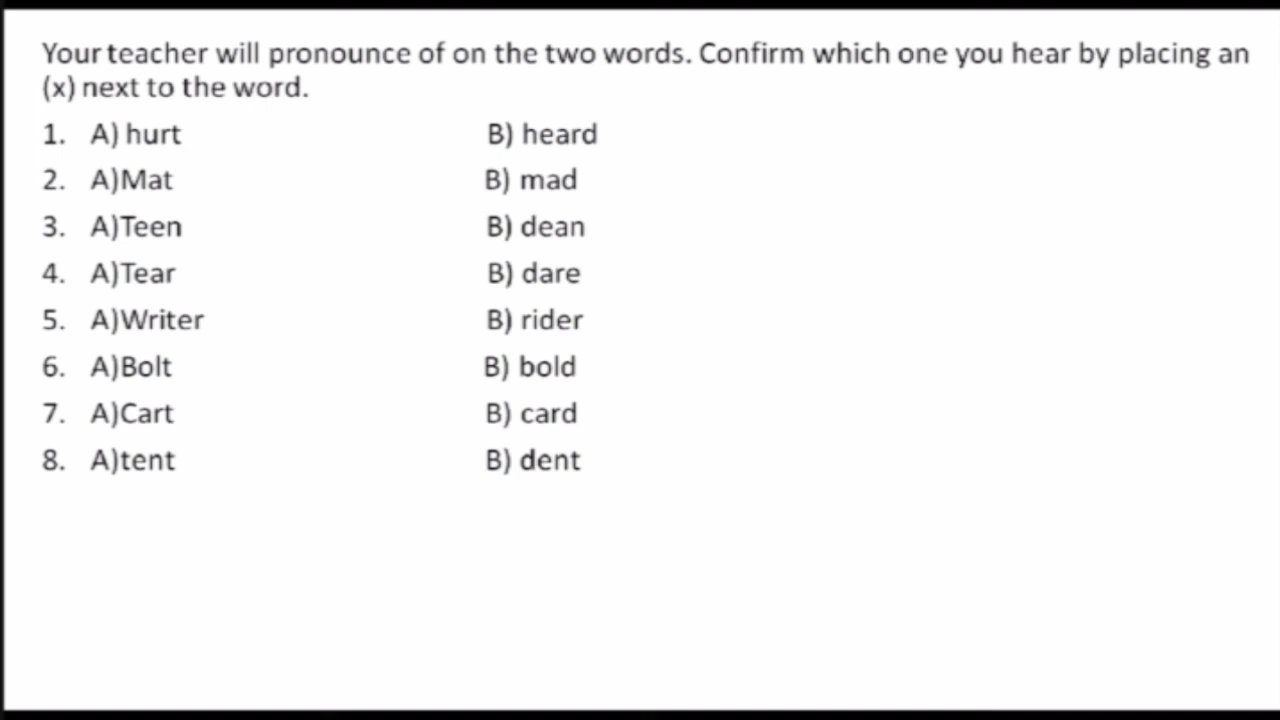 Your teacher will pronounce of on the two words. Confirm which one you hear by placing an
(x) next to the word.
1. A) hurt B) heard
2. A)Mat B) mad
3. A)Teen B) dean
4. A)Tear B) dare
5. A)Writer B) rider
6. A)Bolt B) bold
7. A)Cart B) card
8. A)tent B) dent